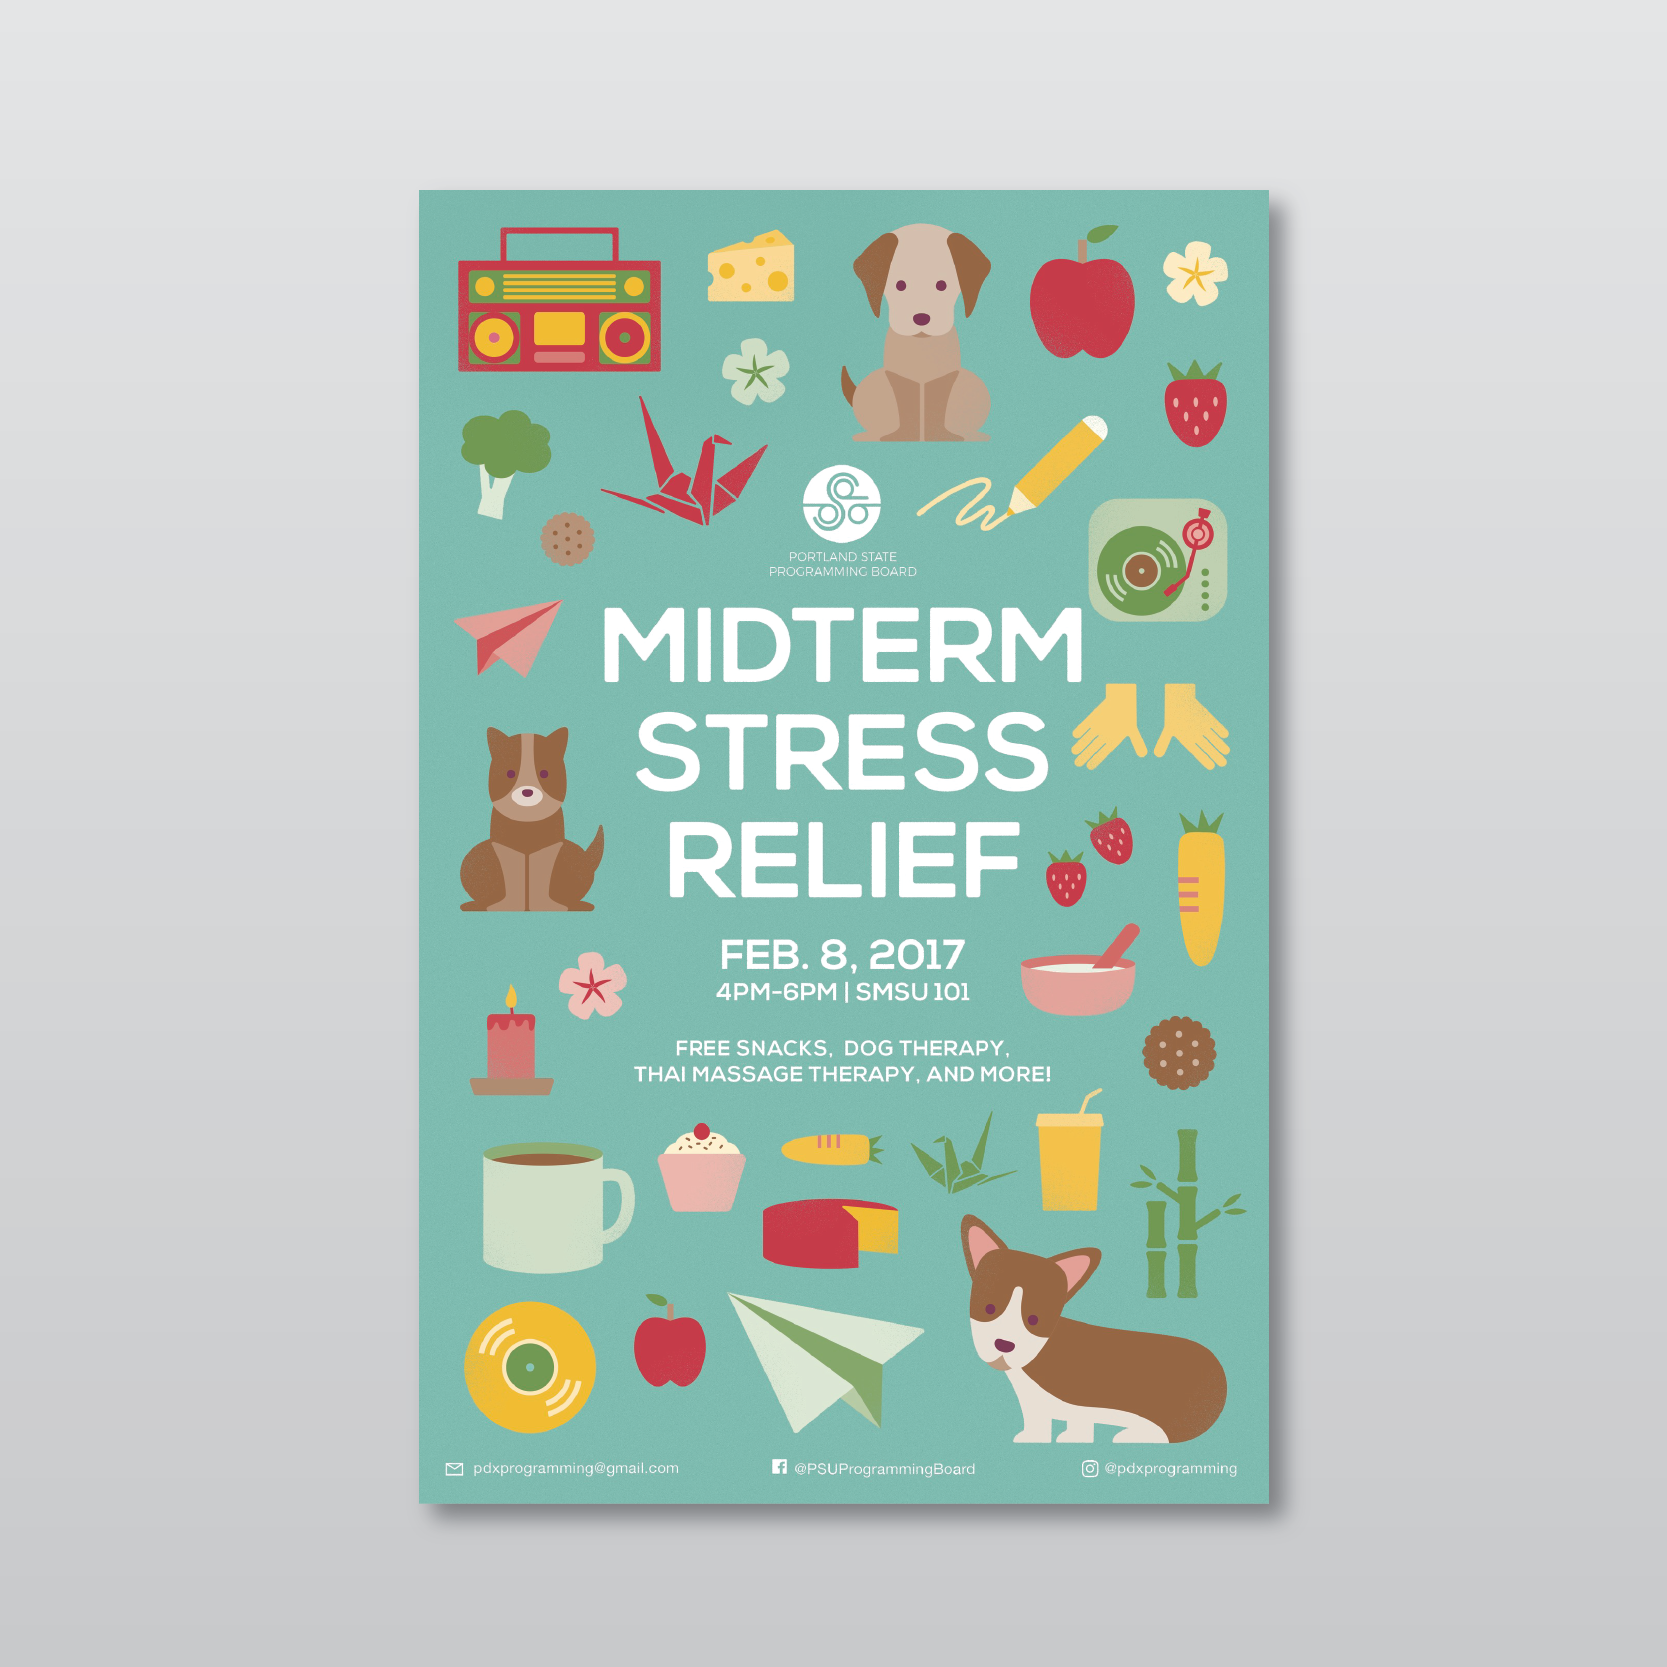 PORTLAND STATE
PROGRAMMING BOARD
MIDTERM
STRESS
RELIEF
FEB. 8, 2017
4PM-6PM | SMSU 101
FREE SNACKS, DOG THERAPY,
THAI MASSAGE THERAPY, AND MORE!
pdxprogramming@gmail.com
@PSUProgrammingBoard
@pdxprogramming